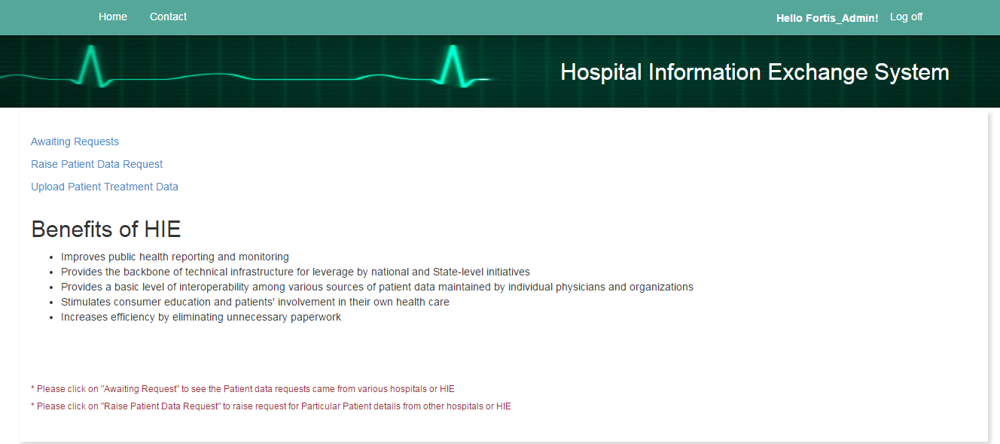 Home Contact Hello Fortis_Admin! Log off
Hospital Information Exchange System
Awaiting Requests
Raise Patient Data Request
Upload Patient Treatment Data
Benefits of HIE
• Improves public health reporting and monitoring
• Provides the backbone of technical infrastructure for leverage by national and State-level initiatives
• Provides a basic level of interoperability among various sources of patient data maintained by individual physicians and organizations
• Stimulates consumer education and patients' involvement in their own health care
• Increases efficiency by eliminating unnecessary paperwork
* Please click on "Awaiting Request" to see the Patient data requests came from various hospitals or HIE
* Please click on "Raise Patient Data Request" to raise request for Particular Patient details from other hospitals or HIE